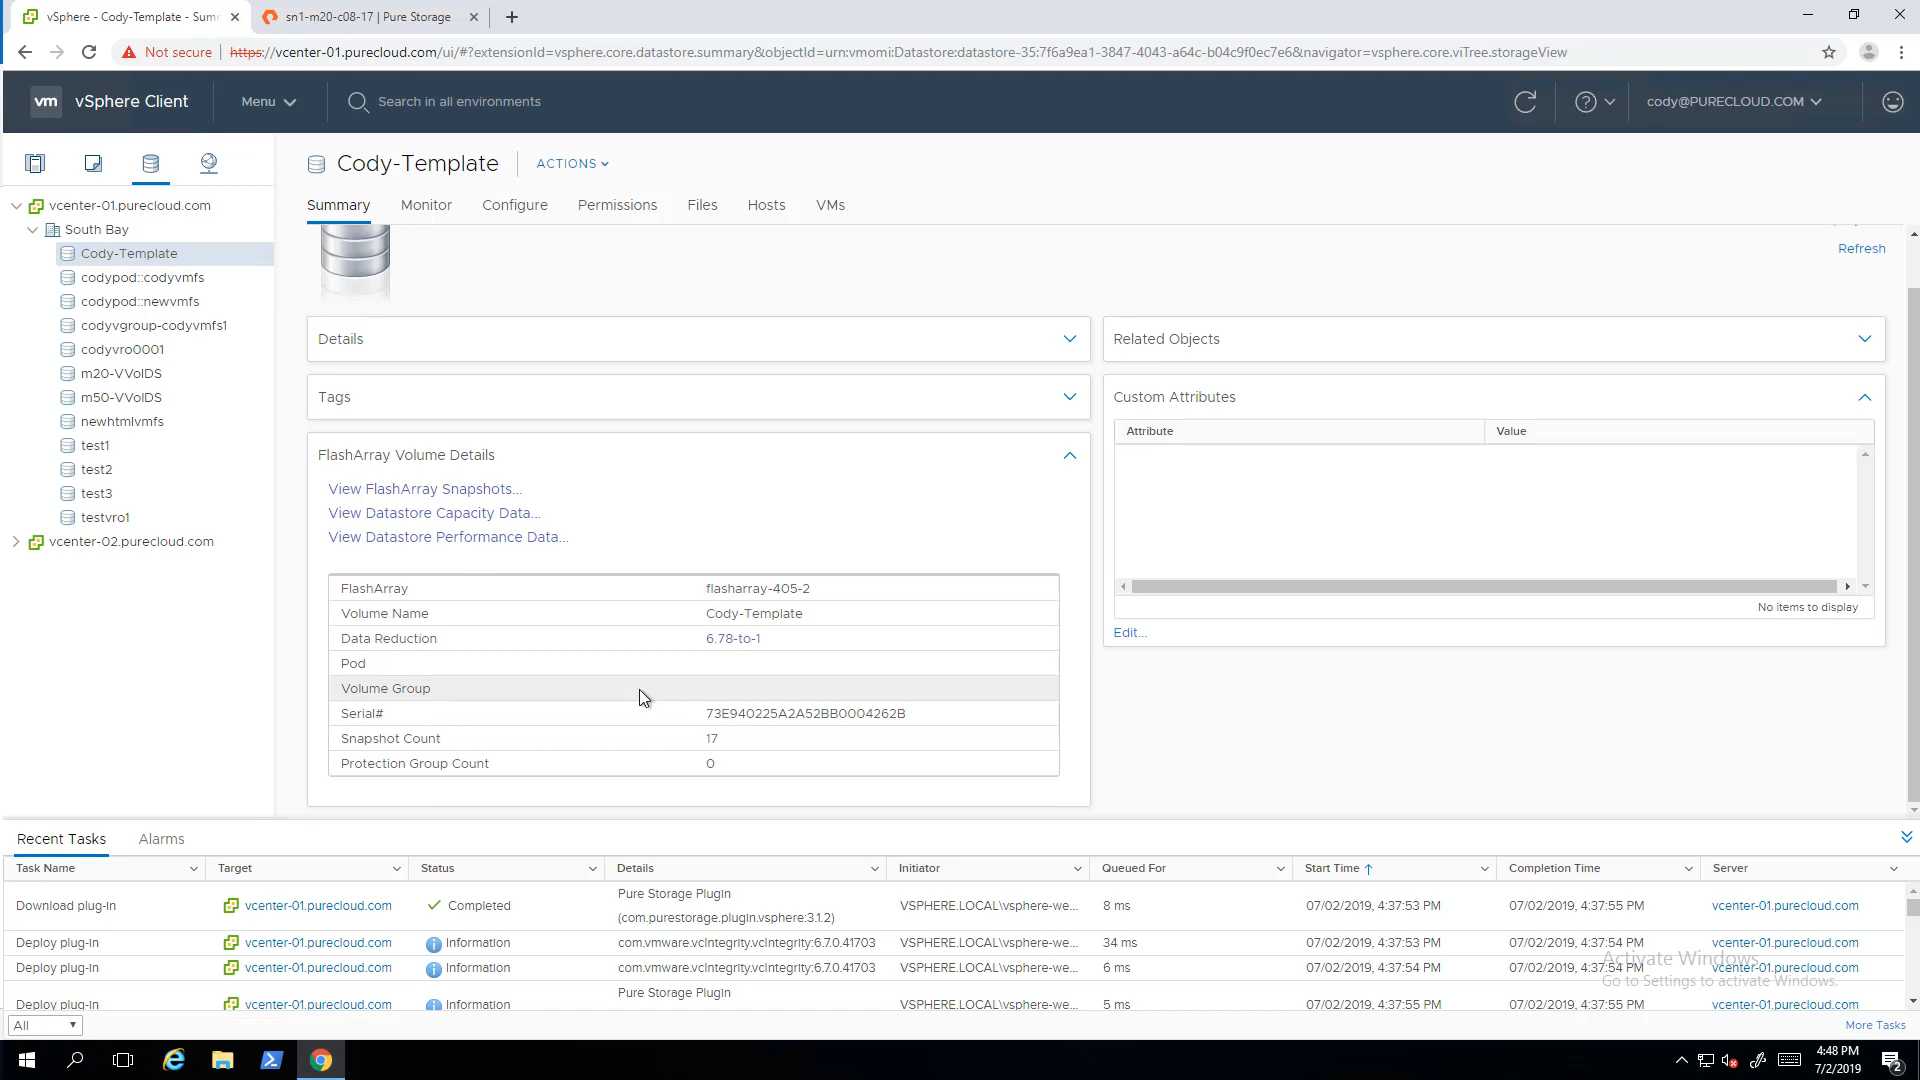 vSphere - Cody-Template - Sum
sn1-m20-c08-17 | Pure Storage
Not secure | https://vcenter-01.purecloud.com/ui/#?extensionId=vsphere.core.datastore.summary&objectId=urn:vmomi:Datastore:datastore-35:7f6a9ea1-3847-4043-a64c-b04c9f0ec7e6&navigator=vsphere.core.viTree.storageView
vm vSphere Client
Menu
Search in all environments
cody@PURECLOUD.COM
vcenter-01.purecloud.com
South Bay
Cody-Template
codypod::codyvmfs
codypod::newvmfs
codyvgroup-codyvmfs1
codyvro0001
m20-VVolDS
m50-VVolDS
newhtmlvmfs
test1
test2
test3
testvro1
vcenter-02.purecloud.com
Cody-Template ACTIONS
Summary Monitor Configure Permissions Files Hosts VMs
Refresh
Details
Tags
FlashArray Volume Details
View FlashArray Snapshots...
View Datastore Capacity Data...
View Datastore Performance Data...
FlashArray flasharray-405-2
Volume Name Cody-Template
Data Reduction 6.78-to-1
Pod
Volume Group
Serial# 73E940225A2A52BB0004262B
Snapshot Count 17
Protection Group Count 0
Related Objects
Custom Attributes
Attribute Value
No items to display
Edit...
Recent Tasks Alarms
Task Name Target Status Details Initiator Queued For Start Time Completion Time Server
Download plug-in vcenter-01.purecloud.com Completed Pure Storage Plugin
(com.purestorage.plugin.vsphere:3.1.2) VSPHERE.LOCAL\vsphere-we... 8 ms 07/02/2019, 4:37:53 PM 07/02/2019, 4:37:55 PM vcenter-01.purecloud.com
Deploy plug-in vcenter-01.purecloud.com Information com.vmware.vcIntegrity.vcIntegrity:6.7.0.41703 VSPHERE.LOCAL\vsphere-we... 34 ms 07/02/2019, 4:37:53 PM 07/02/2019, 4:37:54 PM vcenter-01.purecloud.com
Deploy plug-in vcenter-01.purecloud.com Information com.vmware.vcIntegrity.vcIntegrity:6.7.0.41703 VSPHERE.LOCAL\vsphere-we... 6 ms 07/02/2019, 4:37:54 PM 07/02/2019, 4:37:54 PM vcenter-01.purecloud.com
Deploy plug-in vcenter-01.purecloud.com Information Pure Storage Plugin VSPHERE.LOCAL\vsphere-we... 5 ms 07/02/2019, 4:37:55 PM 07/02/2019, 4:37:55 PM vcenter-01.purecloud.com
Activate Windows
Go to Settings to activate Windows.
All
More Tasks
4:48 PM
7/2/2019
2